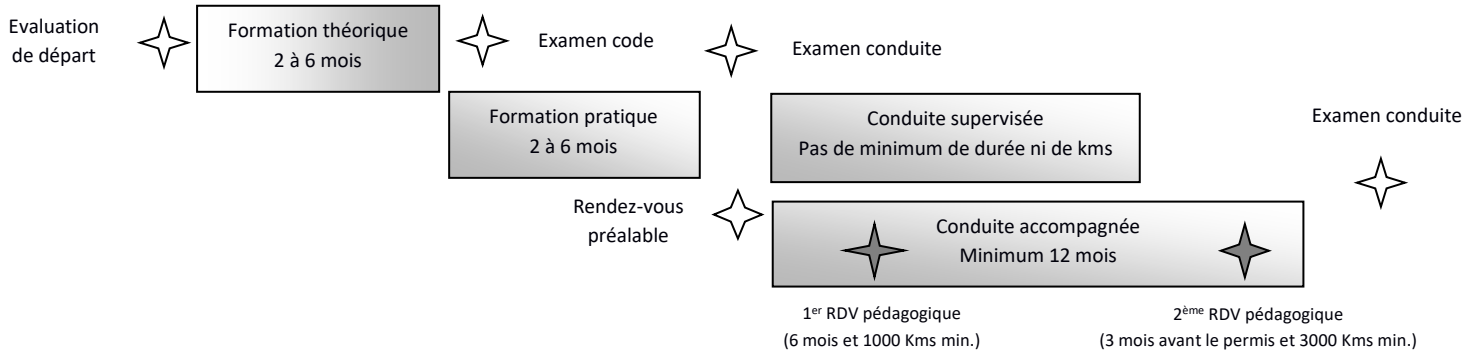 Evaluation
de départ
Formation théorique
2 à 6 mois
Examen code
Examen conduite
Formation pratique
2 à 6 mois
Conduite supervisée
Pas de minimum de durée ni de kms
Examen conduite
Rendez-vous
préalable
Conduite accompagnée
Minimum 12 mois
1er RDV pédagogique
(6 mois et 1000 Kms min.)
2ème RDV pédagogique
(3 mois avant le permis et 3000 Kms min.)